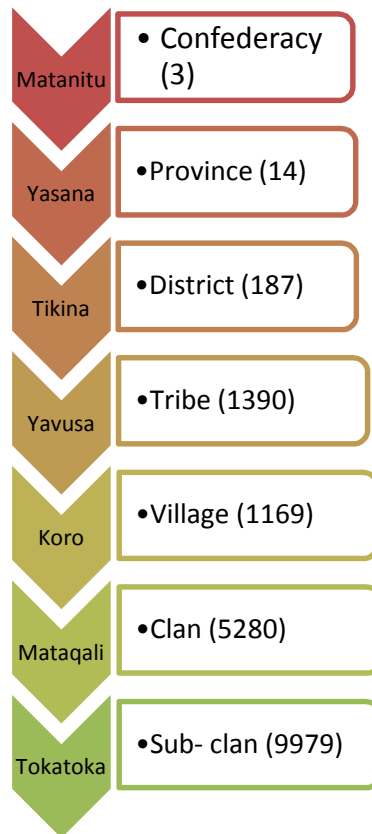 Matanitu
• Confederacy
(3)
Yasana
•Province (14)
Tikina
•District (187)
Yavusa
•Tribe (1390)
Koro
•Village (1169)
Mataqali
•Clan (5280)
Tokatoka
•Sub- clan (9979)